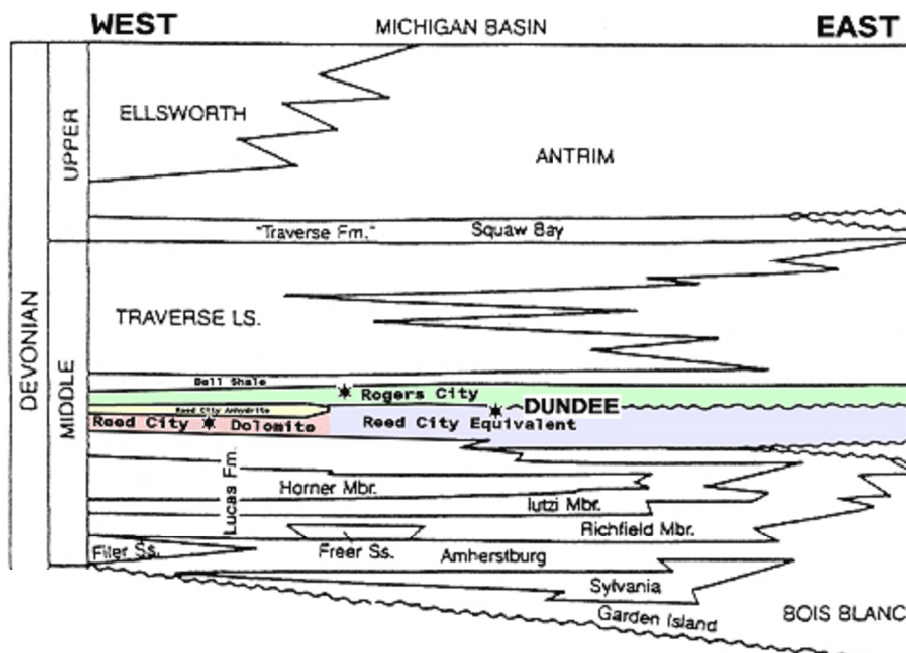 WEST MICHIGAN BASIN EAST
DEVONIAN
UPPER
MIDDLE
ELLSWORTH
ANTRIM
"Traverse Fm." Squaw Bay
TRAVERSE LS.
Bell Shale
Rogers City
Reed City Anhydrite
DUNDEE
Reed City Dolomite
Reed City Equivalent
Lucas Fm.
Horner Mbr.
Iutzi Mbr.
Richfield Mbr.
Filer Ss.
Freer Ss.
Amherstburg
Sylvania
Garden Island
BOIS BLANC